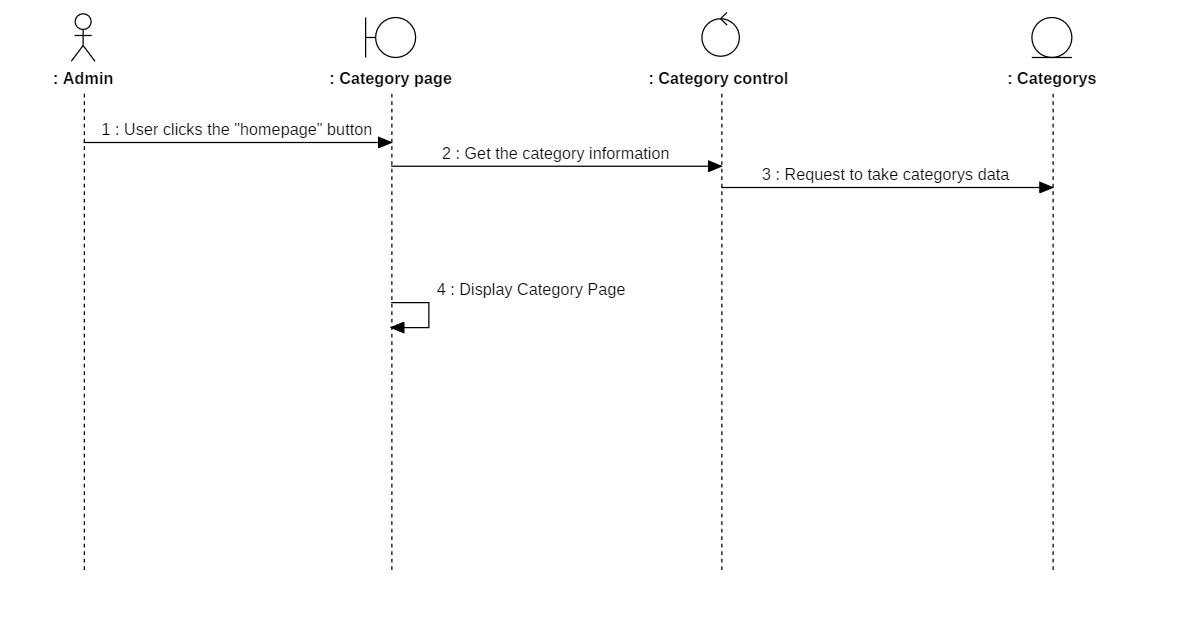 : Admin
: Category page
: Category control
: Categorys
1 : User clicks the "homepage" button
2 : Get the category information
3 : Request to take categorys data
4 : Display Category Page